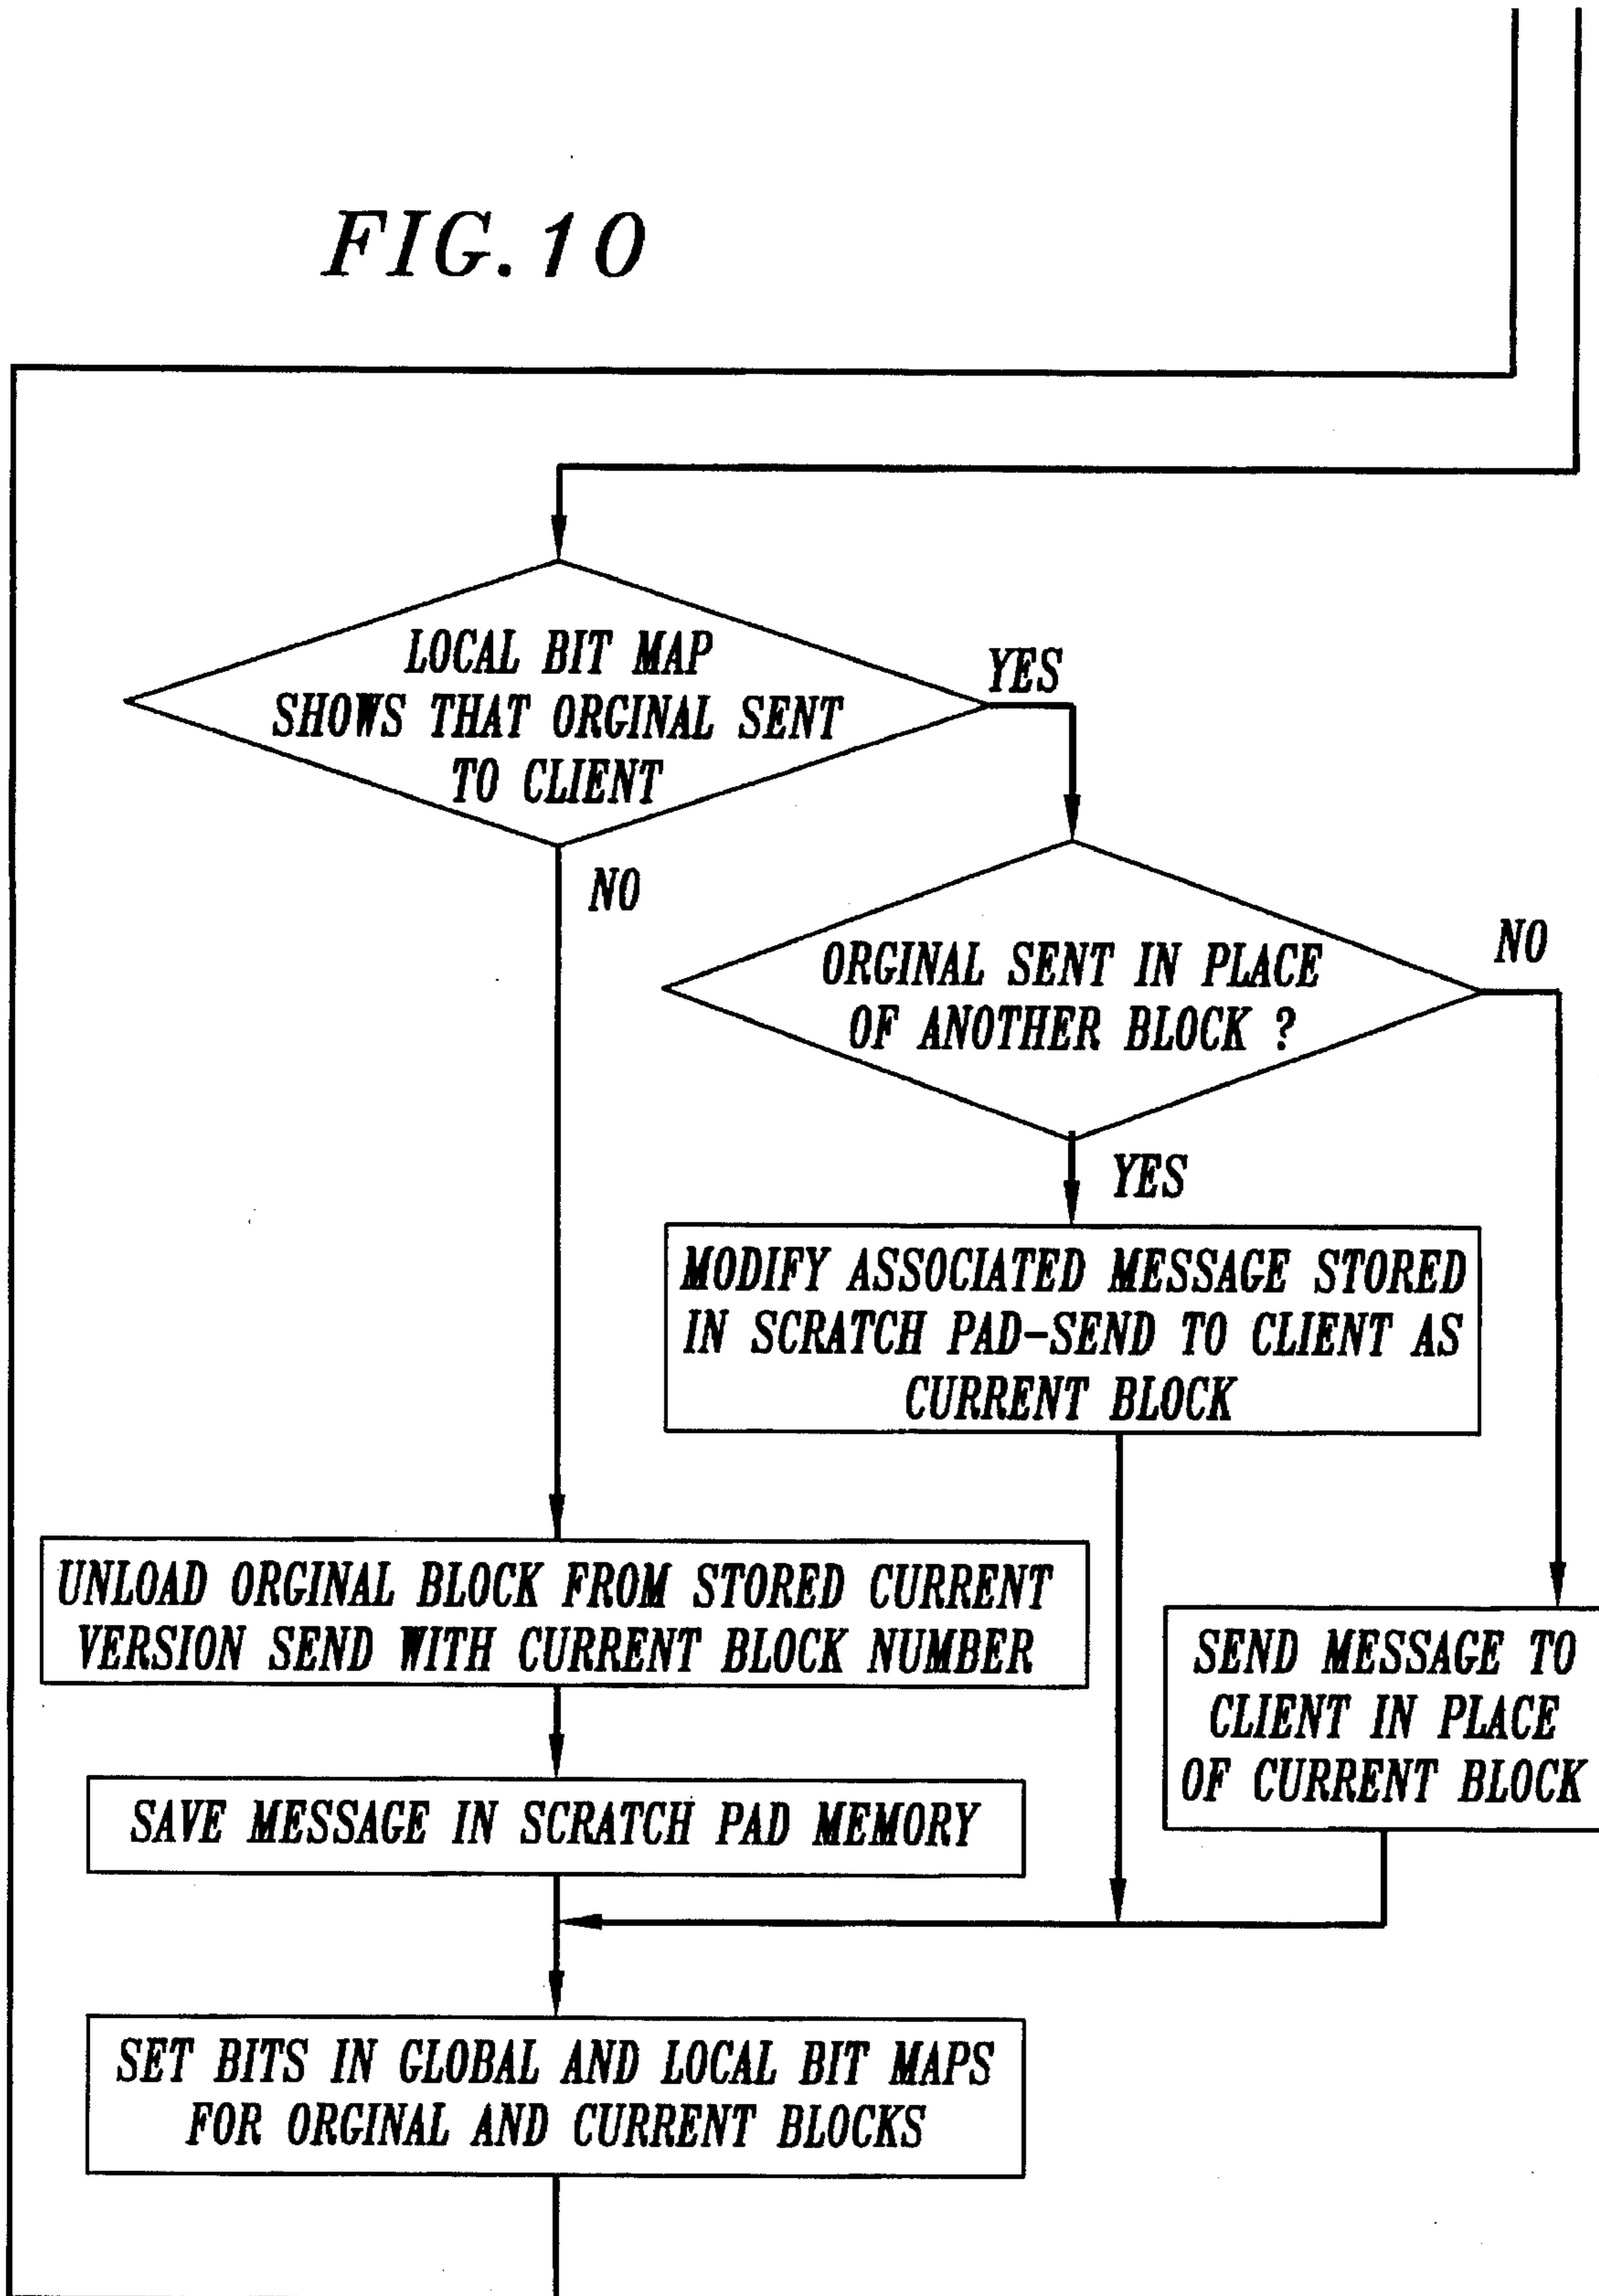 FIG. 10
LOCAL BIT MAP
SHOWS THAT ORGINAL SENT
TO CLIENT
YES
NO
ORGINAL SENT IN PLACE
OF ANOTHER BLOCK ?
NO
YES
MODIFY ASSOCIATED MESSAGE STORED
IN SCRATCH PAD-SEND TO CLIENT AS
CURRENT BLOCK
UNLOAD ORGINAL BLOCK FROM STORED CURRENT
VERSION SEND WITH CURRENT BLOCK NUMBER
SEND MESSAGE TO
CLIENT IN PLACE
OF CURRENT BLOCK
SAVE MESSAGE IN SCRATCH PAD MEMORY
SET BITS IN GLOBAL AND LOCAL BIT MAPS
FOR ORGINAL AND CURRENT BLOCKS